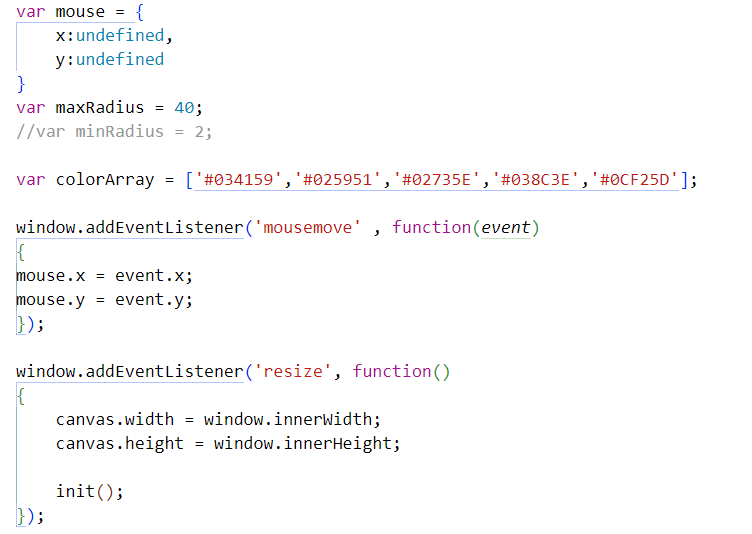 var mouse = {
    x:undefined,
    y:undefined
}
var maxRadius = 40;
//var minRadius = 2;

var colorArray = ['#034159','#025951','#02735E','#038C3E','#0CF25D'];

window.addEventListener('mousemove' , function(event)
{
mouse.x = event.x;
mouse.y = event.y;
});

window.addEventListener('resize', function()
{
    canvas.width = window.innerWidth;
    canvas.height = window.innerHeight;

    init();
});